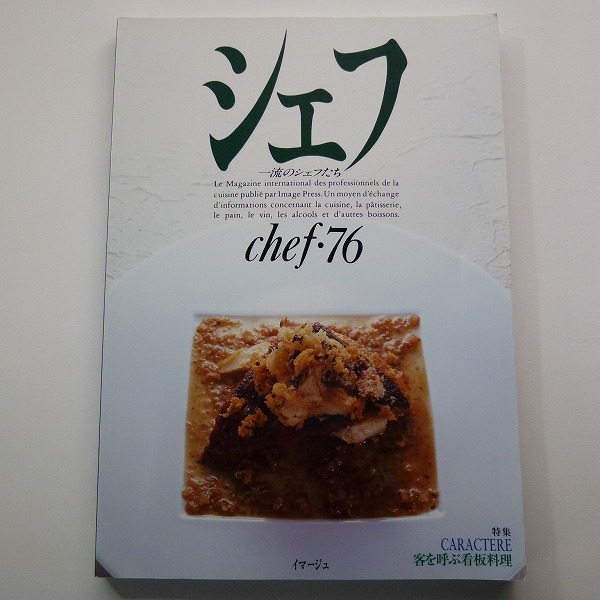 シェフ
一流のシェフたち
Le Magazine international des professionnels de la
cuisine publié par Image Press. Un moyen d'échange
d'informations concernant la cuisine, la pâtisserie,
le pain, le vin, les alcools et d'autres boissons.
chef・76
特集
CARACTERE
客を呼ぶ看板料理
イマージュ